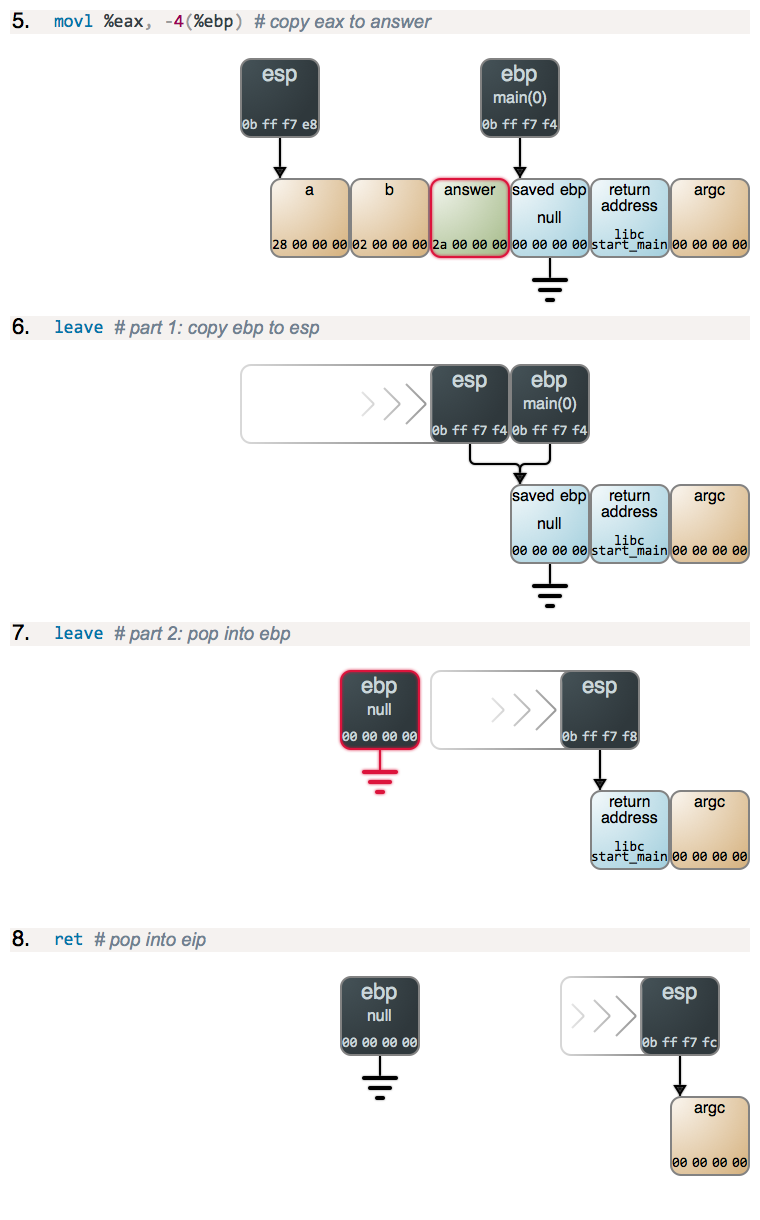 5. movl %eax, -4(%ebp) # copy eax to answer
esp
0b ff f7 e8
ebp
main(0)
0b ff f7 f4
a
28 00 00 00
b
02 00 00 00
answer
2a 00 00 00
saved ebp
null
00 00 00 00
return
address
libc
start_main
argc
00 00 00 00
6. leave # part 1: copy ebp to esp
esp
0b ff f7 f4
ebp
main(0)
0b ff f7 f4
saved ebp
null
00 00 00 00
return
address
libc
start_main
argc
00 00 00 00
7. leave # part 2: pop into ebp
ebp
null
00 00 00 00
esp
0b ff f7 f8
return
address
libc
start_main
argc
00 00 00 00
8. ret # pop into eip
ebp
null
00 00 00 00
esp
0b ff f7 fc
argc
00 00 00 00